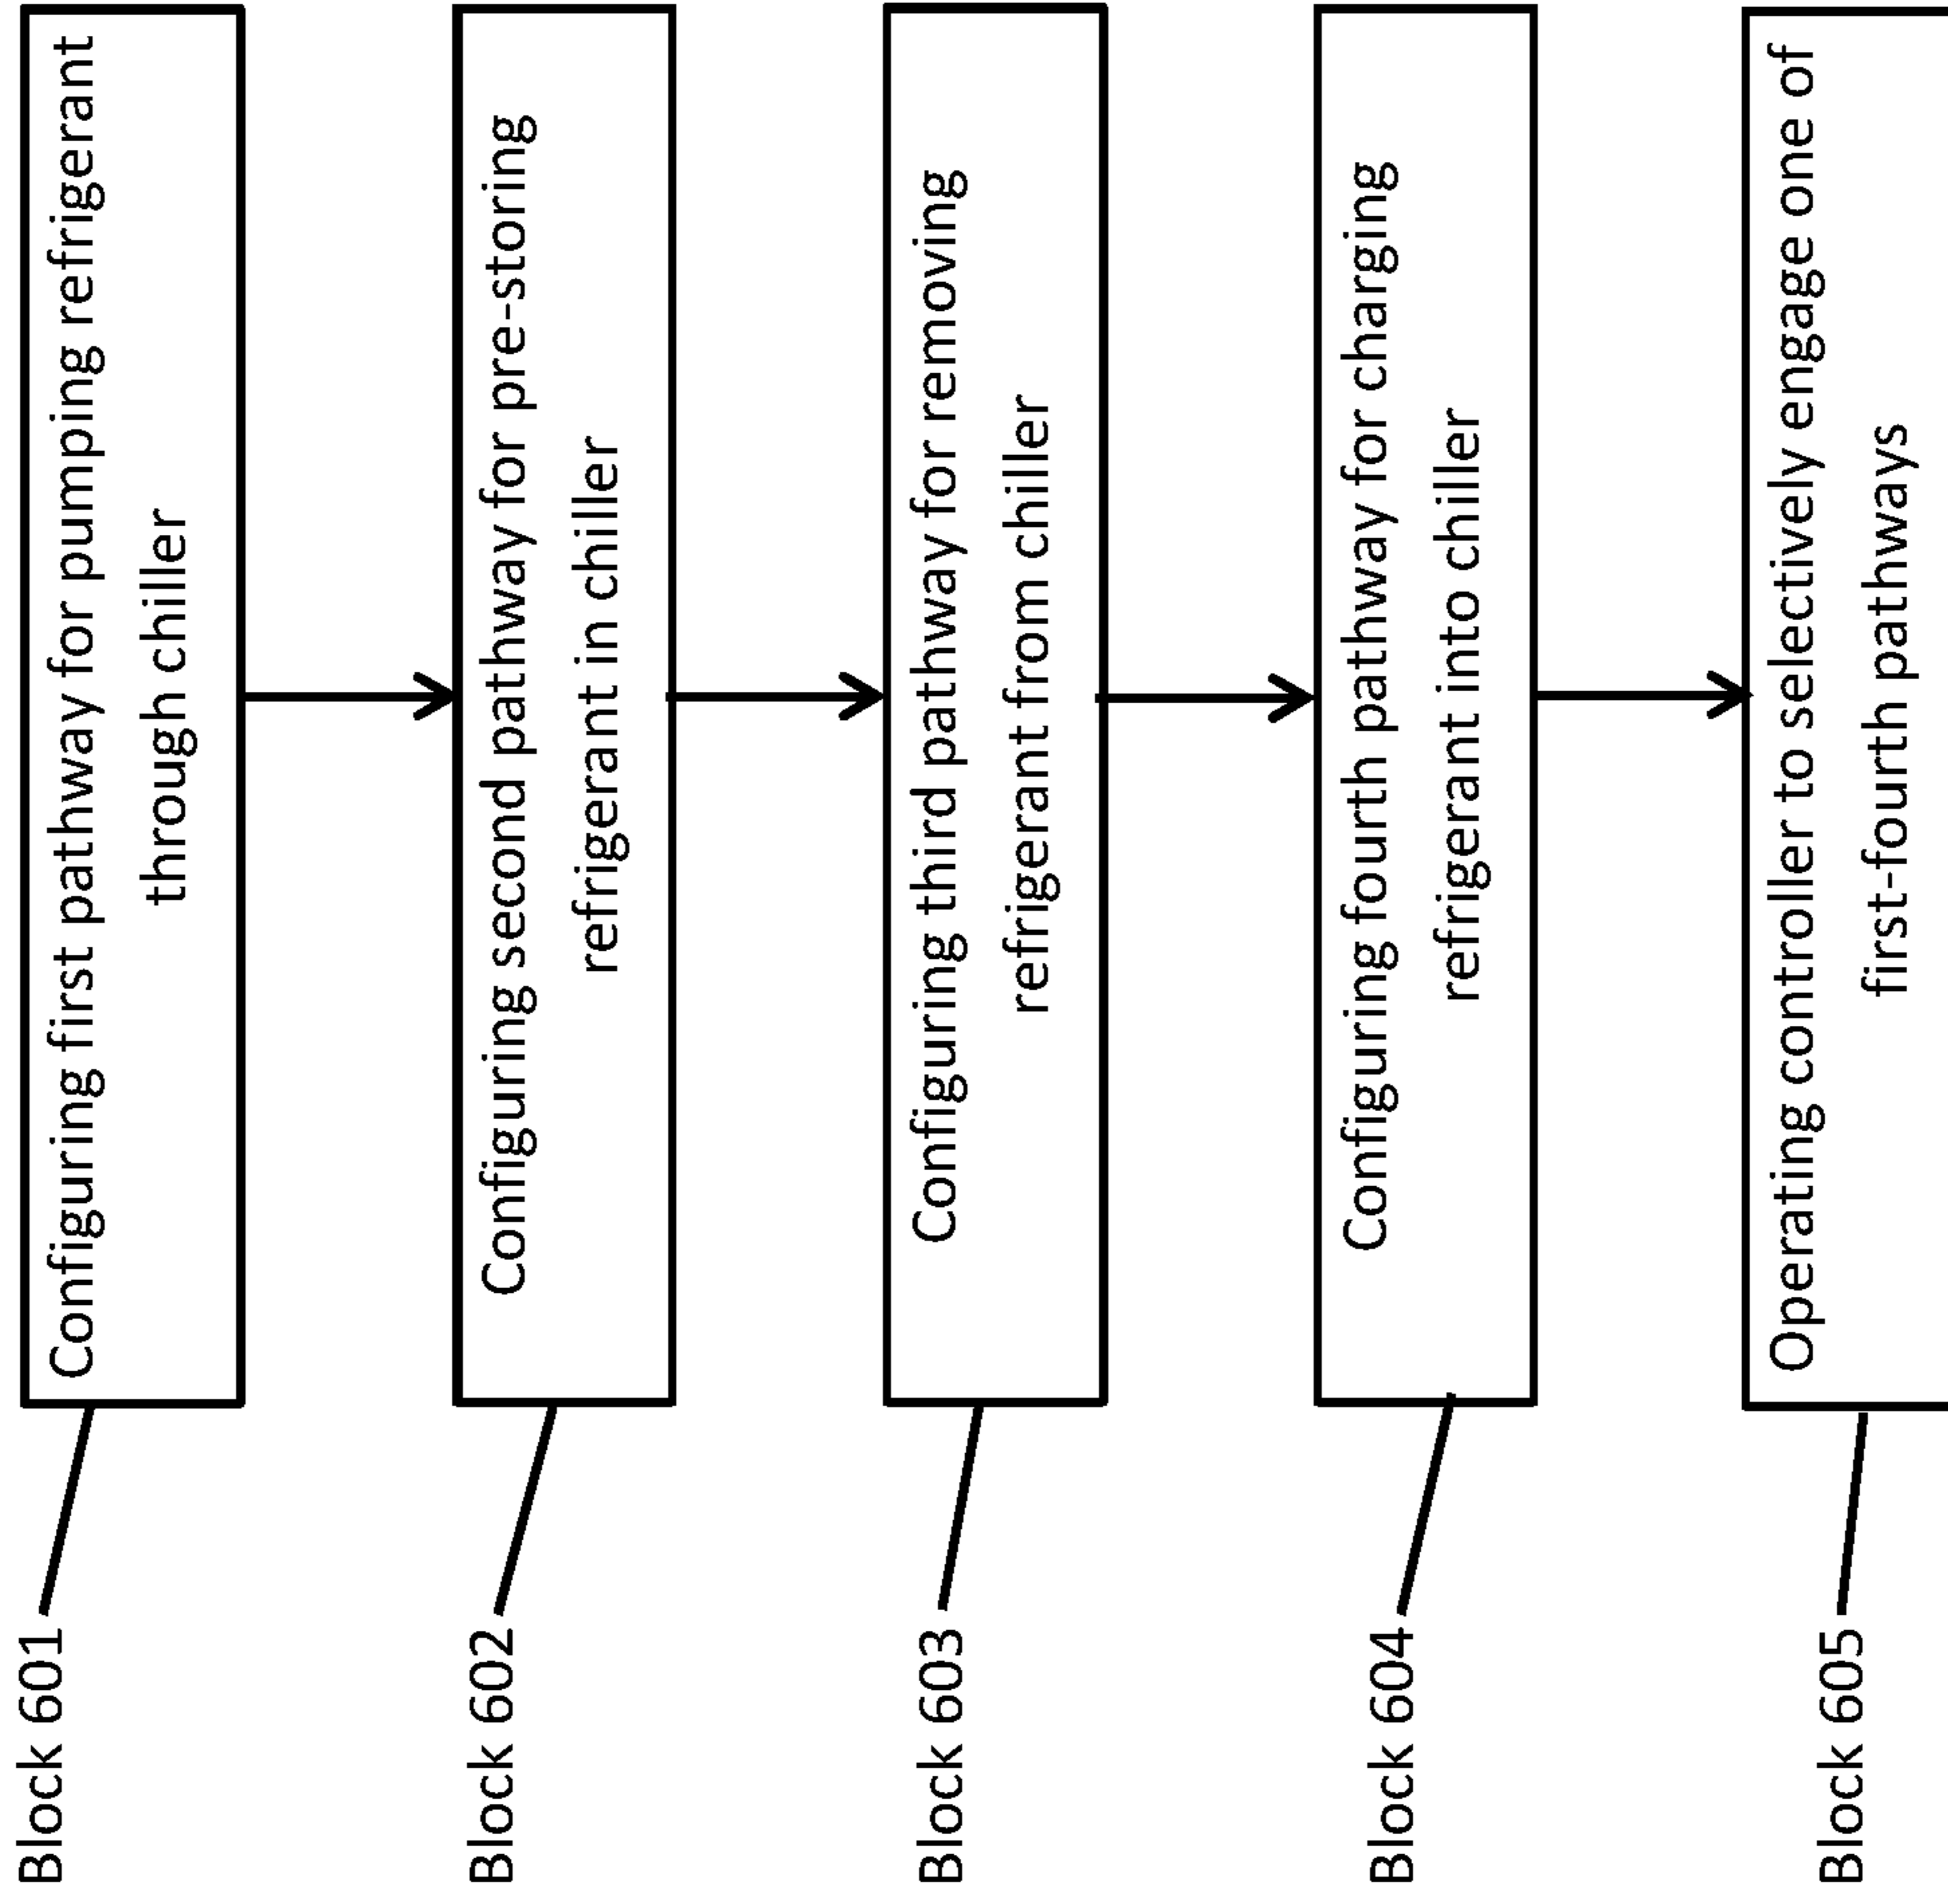 Block 601
Configuring first pathway for pumping refrigerant
through chiller
Block 602
Configuring second pathway for pre-storing
refrigerant in chiller
Block 603
Configuring third pathway for removing
refrigerant from chiller
Block 604
Configuring fourth pathway for charging
refrigerant into chiller
Block 605
Operating controller to selectively engage one of
first-fourth pathways